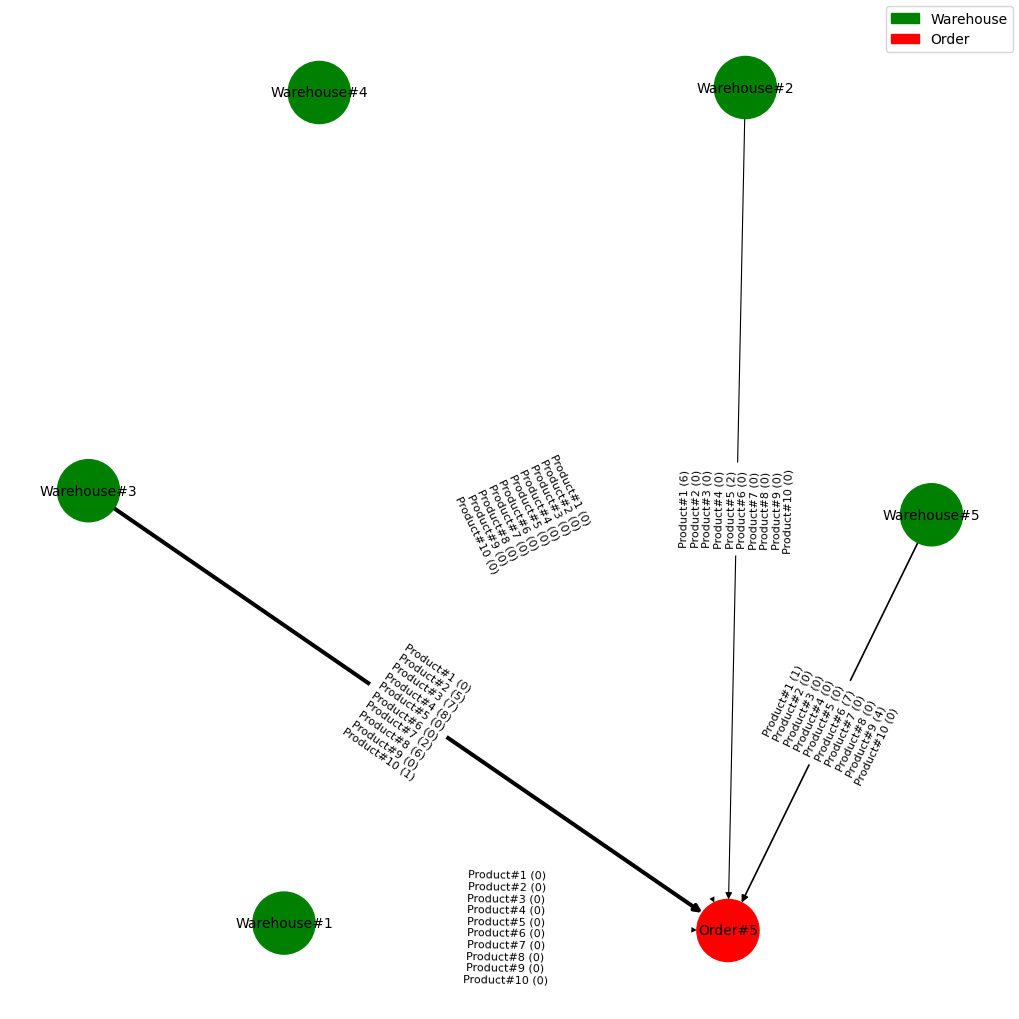 Warehouse
Order
Warehouse#4
Warehouse#2
Warehouse#3
Warehouse#5
Product#1 (0)
Product#2 (0)
Product#3 (0)
Product#4 (0)
Product#5 (0)
Product#6 (0)
Product#7 (0)
Product#8 (0)
Product#9 (0)
Product#10 (0)
Product#1 (6)
Product#2 (0)
Product#3 (0)
Product#4 (0)
Product#5 (2)
Product#6 (0)
Product#7 (0)
Product#8 (0)
Product#9 (0)
Product#10 (0)
Product#1 (0)
Product#2 (5)
Product#3 (7)
Product#4 (8)
Product#5 (0)
Product#6 (0)
Product#7 (2)
Product#8 (6)
Product#9 (0)
Product#10 (1)
Product#1 (1)
Product#2 (0)
Product#3 (0)
Product#4 (0)
Product#5 (0)
Product#6 (7)
Product#7 (0)
Product#8 (0)
Product#9 (4)
Product#10 (0)
Product#1 (0)
Product#2 (0)
Product#3 (0)
Product#4 (0)
Product#5 (0)
Product#6 (0)
Product#7 (0)
Product#8 (0)
Product#9 (0)
Product#10 (0)
Warehouse#1
Order#5